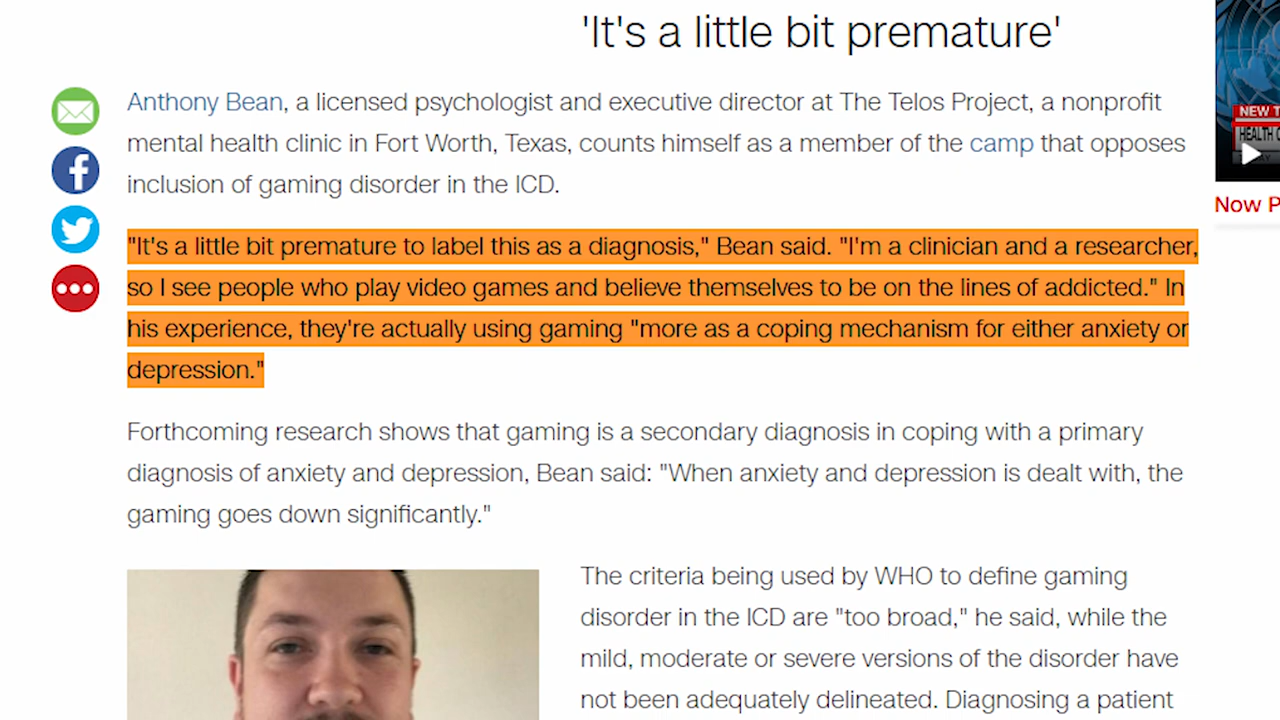 'It's a little bit premature'
Anthony Bean, a licensed psychologist and executive director at The Telos Project, a nonprofit
mental health clinic in Fort Worth, Texas, counts himself as a member of the camp that opposes
inclusion of gaming disorder in the ICD.
"It's a little bit premature to label this as a diagnosis," Bean said. "I'm a clinician and a researcher,
so I see people who play video games and believe themselves to be on the lines of addicted." In
his experience, they're actually using gaming "more as a coping mechanism for either anxiety or
depression."
Forthcoming research shows that gaming is a secondary diagnosis in coping with a primary
diagnosis of anxiety and depression, Bean said: "When anxiety and depression is dealt with, the
gaming goes down significantly."
The criteria being used by WHO to define gaming
disorder in the ICD are "too broad," he said, while the
mild, moderate or severe versions of the disorder have
not been adequately delineated. Diagnosing a patient
NEW T
HEALTH
Now P